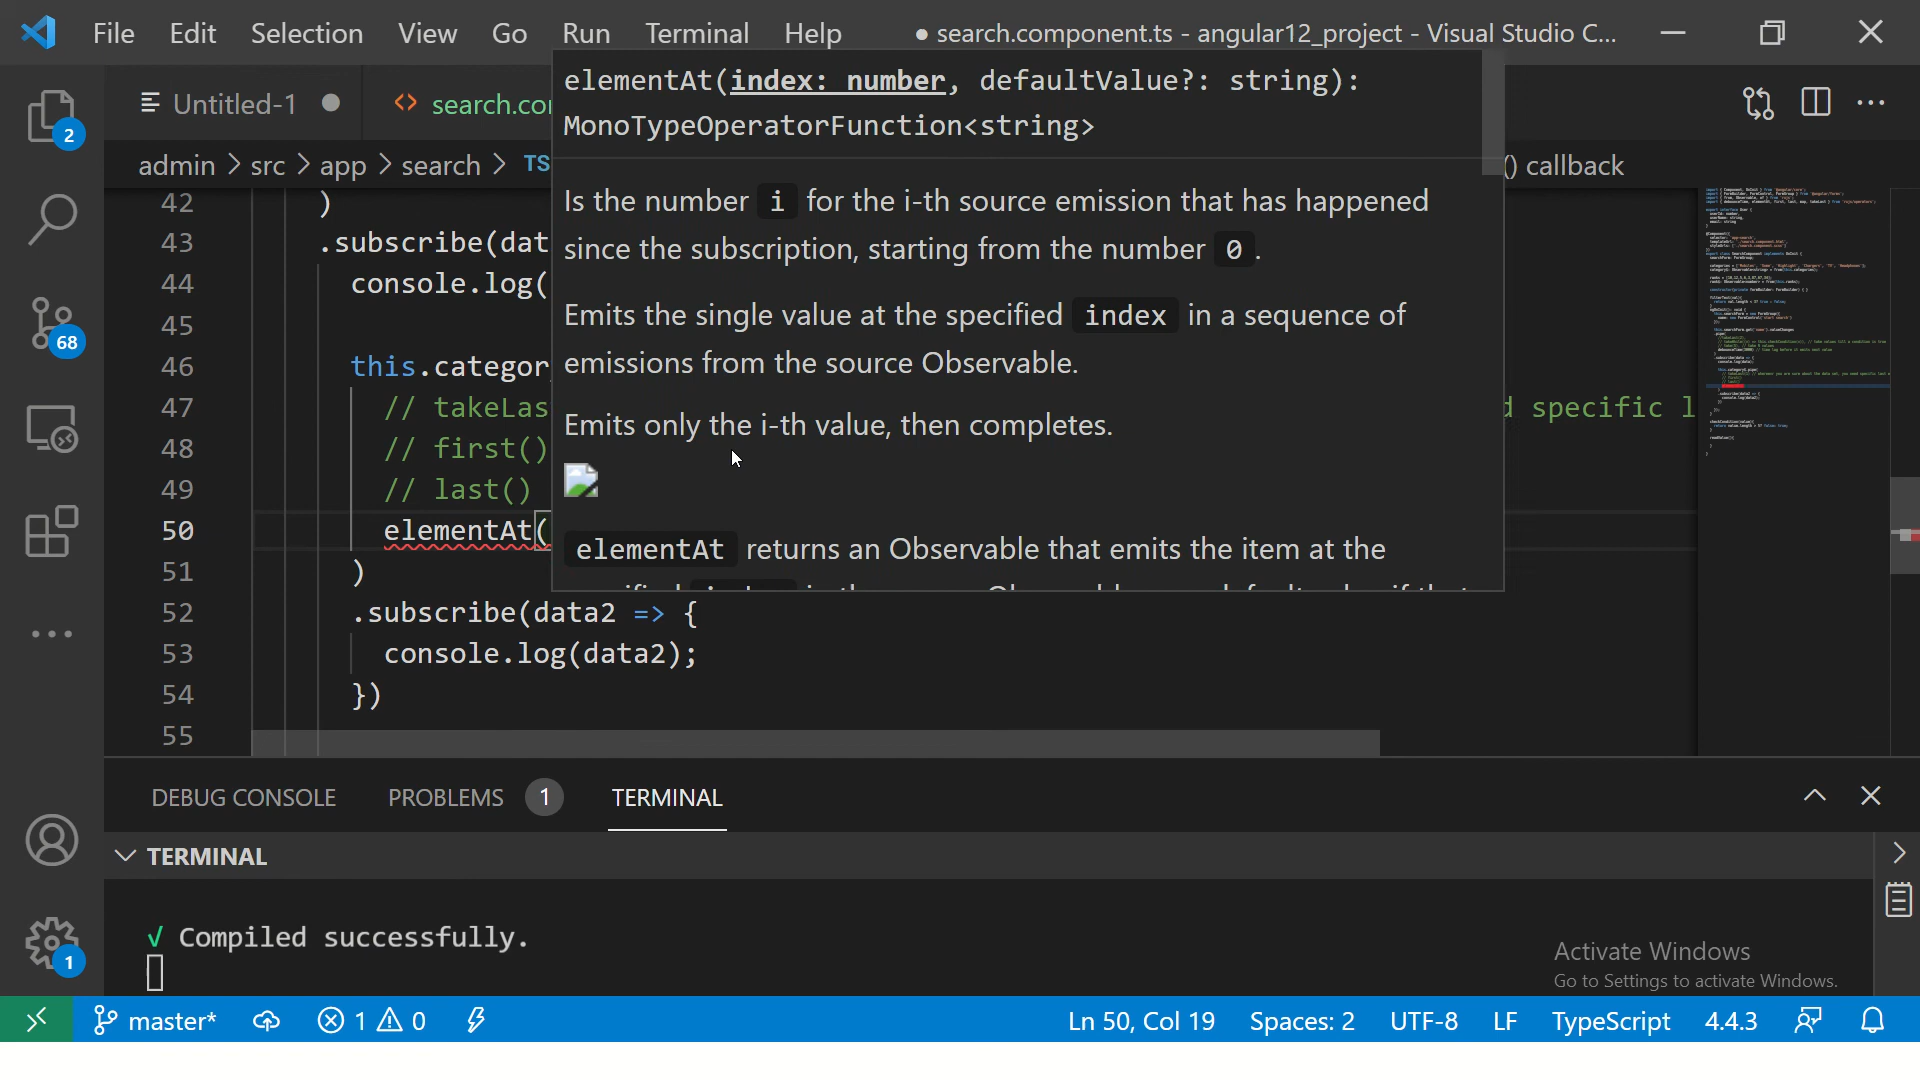 File Edit Selection View Go Run Terminal Help ● search.component.ts - angular12_project - Visual Studio C...
Untitled-1
search.co
admin > src > app > search > TS
() callback
elementAt(index: number, defaultValue?: string):
MonoTypeOperatorFunction<string>
Is the number i for the i-th source emission that has happened
since the subscription, starting from the number 0.
Emits the single value at the specified index in a sequence of
emissions from the source Observable.
Emits only the i-th value, then completes.
elementAt returns an Observable that emits the item at the
42 )
43 .subscribe(dat
44 console.log(
45
46 this.categor
47 // takeLas
specific l
48 // first()
49 // last()
50 elementAt(
51 )
52 .subscribe(data2 => {
53 console.log(data2);
54 })
55
2
68
1
DEBUG CONSOLE PROBLEMS 1 TERMINAL
TERMINAL
√ Compiled successfully.
Activate Windows
Go to Settings to activate Windows.
master* 1 0 Ln 50, Col 19 Spaces: 2 UTF-8 LF TypeScript 4.4.3